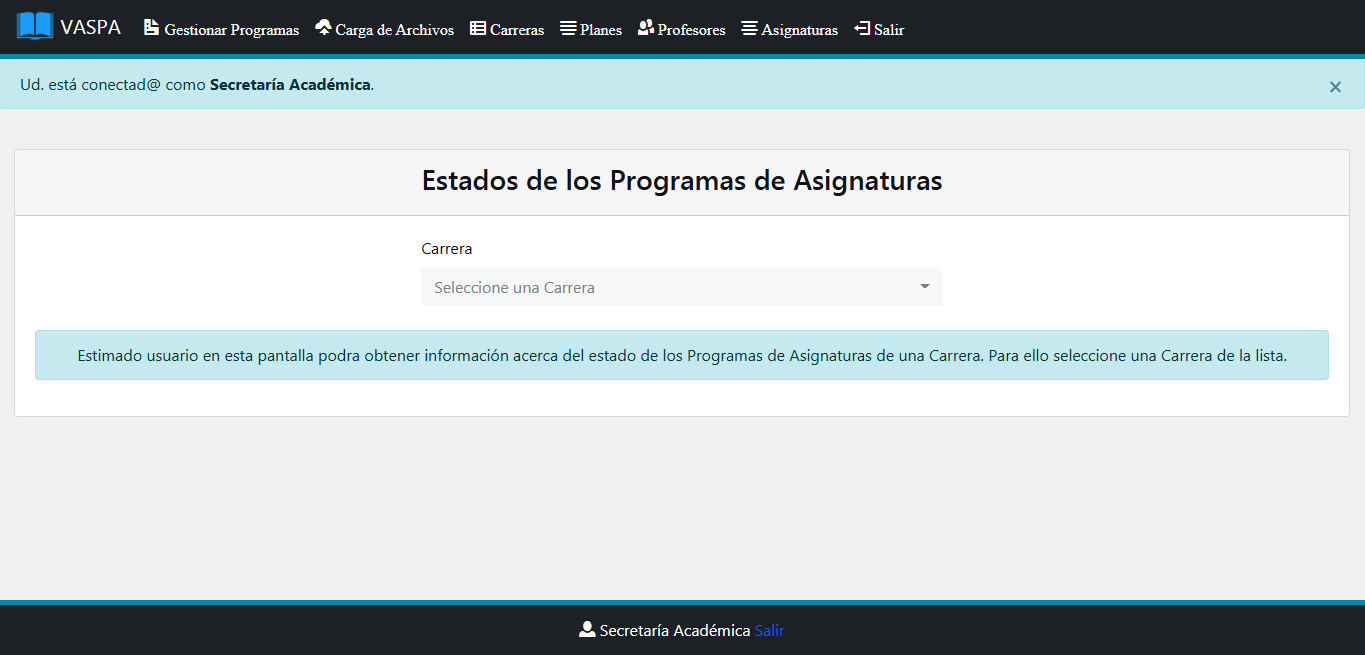 VASPA Gestionar Programas Carga de Archivos Carreras Planes Profesores Asignaturas Salir
Ud. está conectad@ como Secretaría Académica. ×
Estados de los Programas de Asignaturas
Carrera
Seleccione una Carrera
Estimado usuario en esta pantalla podra obtener información acerca del estado de los Programas de Asignaturas de una Carrera. Para ello seleccione una Carrera de la lista.
Secretaría Académica Salir